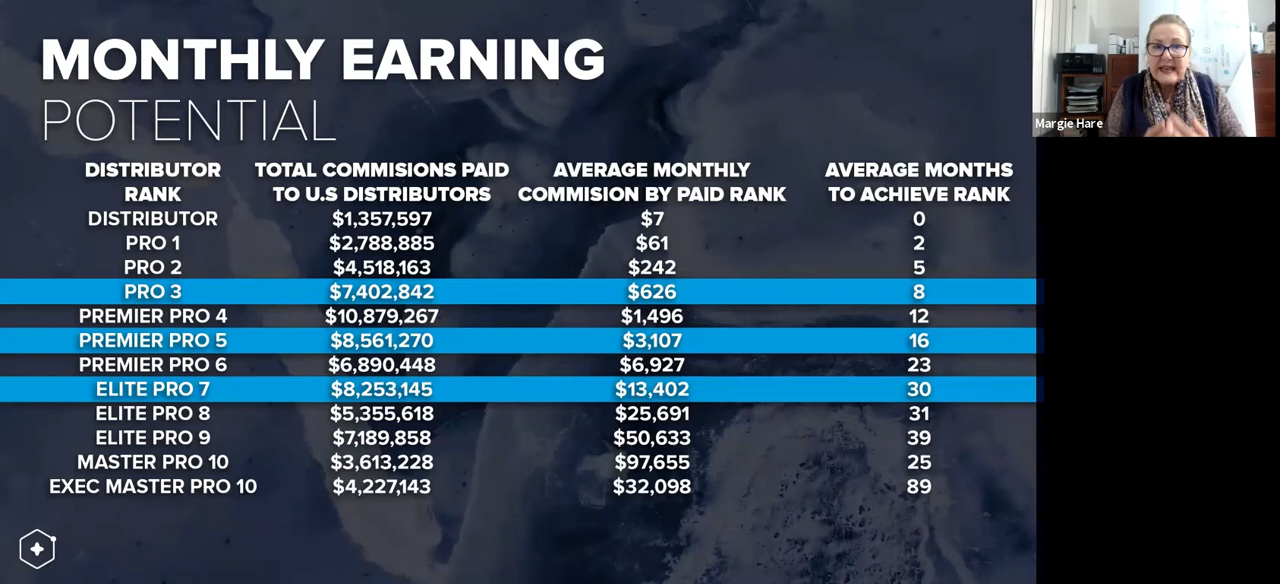 MONTHLY EARNING
POTENTIAL
Margie Hare
DISTRIBUTOR RANK TOTAL COMMISIONS PAID TO U.S DISTRIBUTORS AVERAGE MONTHLY COMMISION BY PAID RANK AVERAGE MONTHS TO ACHIEVE RANK
DISTRIBUTOR $1,357,597 $7 0
PRO 1 $2,788,885 $61 2
PRO 2 $4,518,163 $242 5
PRO 3 $7,402,842 $626 8
PREMIER PRO 4 $10,879,267 $1,496 12
PREMIER PRO 5 $8,561,270 $3,107 16
PREMIER PRO 6 $6,890,448 $6,927 23
ELITE PRO 7 $8,253,145 $13,402 30
ELITE PRO 8 $5,355,618 $25,691 31
ELITE PRO 9 $7,189,858 $50,633 39
MASTER PRO 10 $3,613,228 $97,655 25
EXEC MASTER PRO 10 $4,227,143 $32,098 89